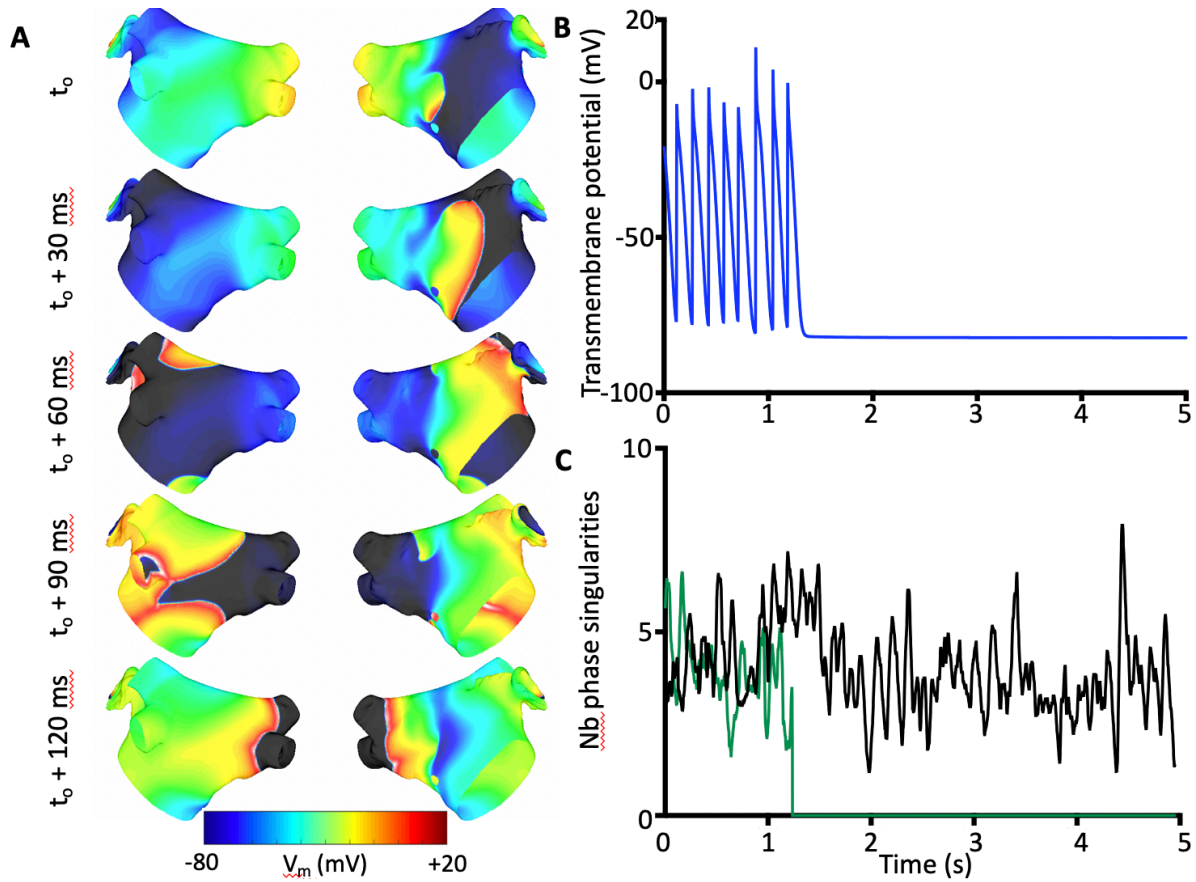 A
tₒ
tₒ + 30 ms
tₒ + 60 ms
tₒ + 90 ms
tₒ + 120 ms
-80
Vₘ (mV)
+20
B
Transmembrane potential (mV)
20
0
-50
-100
0
1
2
3
4
5
C
Nb phase singularities
10
5
0
0
1
2
3
4
5
Time (s)